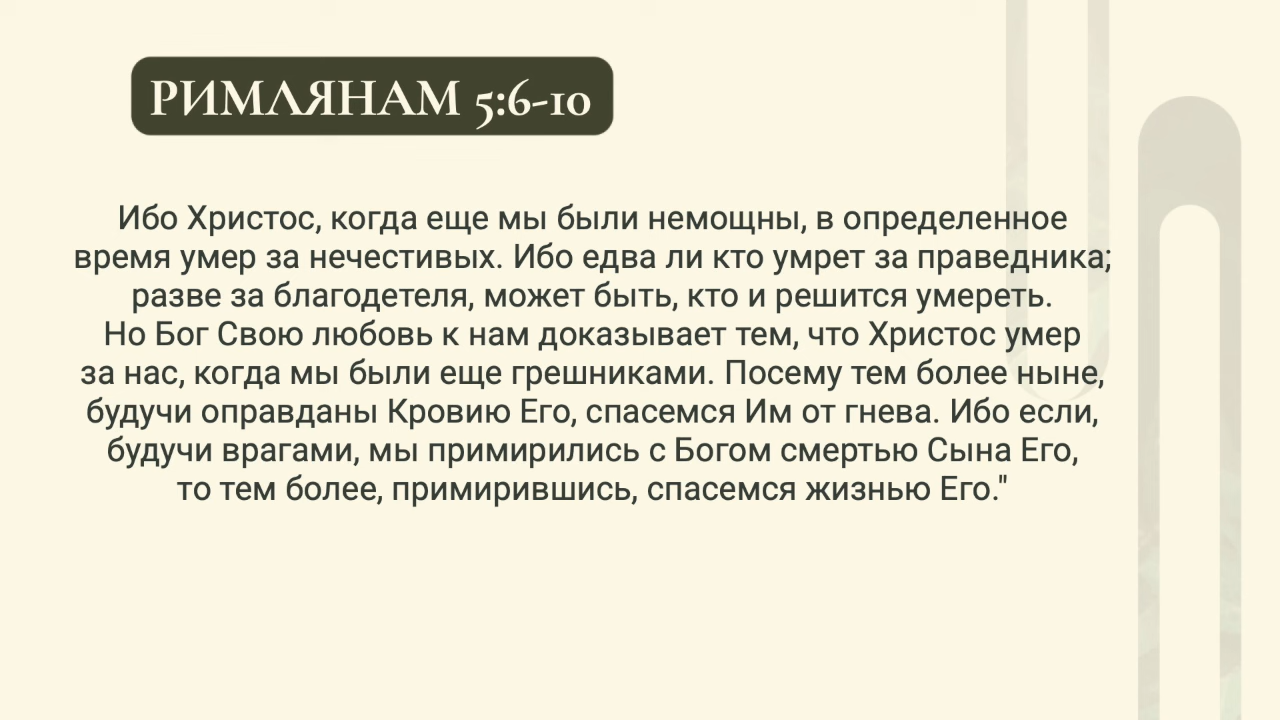 РИМЛЯНАМ 5:6-10
Ибо Христос, когда еще мы были немощны, в определенное
время умер за нечестивых. Ибо едва ли кто умрет за праведника;
разве за благодетеля, может быть, кто и решится умереть.
Но Бог Свою любовь к нам доказывает тем, что Христос умер
за нас, когда мы были еще грешниками. Посему тем более ныне,
будучи оправданы Кровию Его, спасемся Им от гнева. Ибо если,
будучи врагами, мы примирились с Богом смертью Сына Его,
то тем более, примирившись, спасемся жизнью Его."